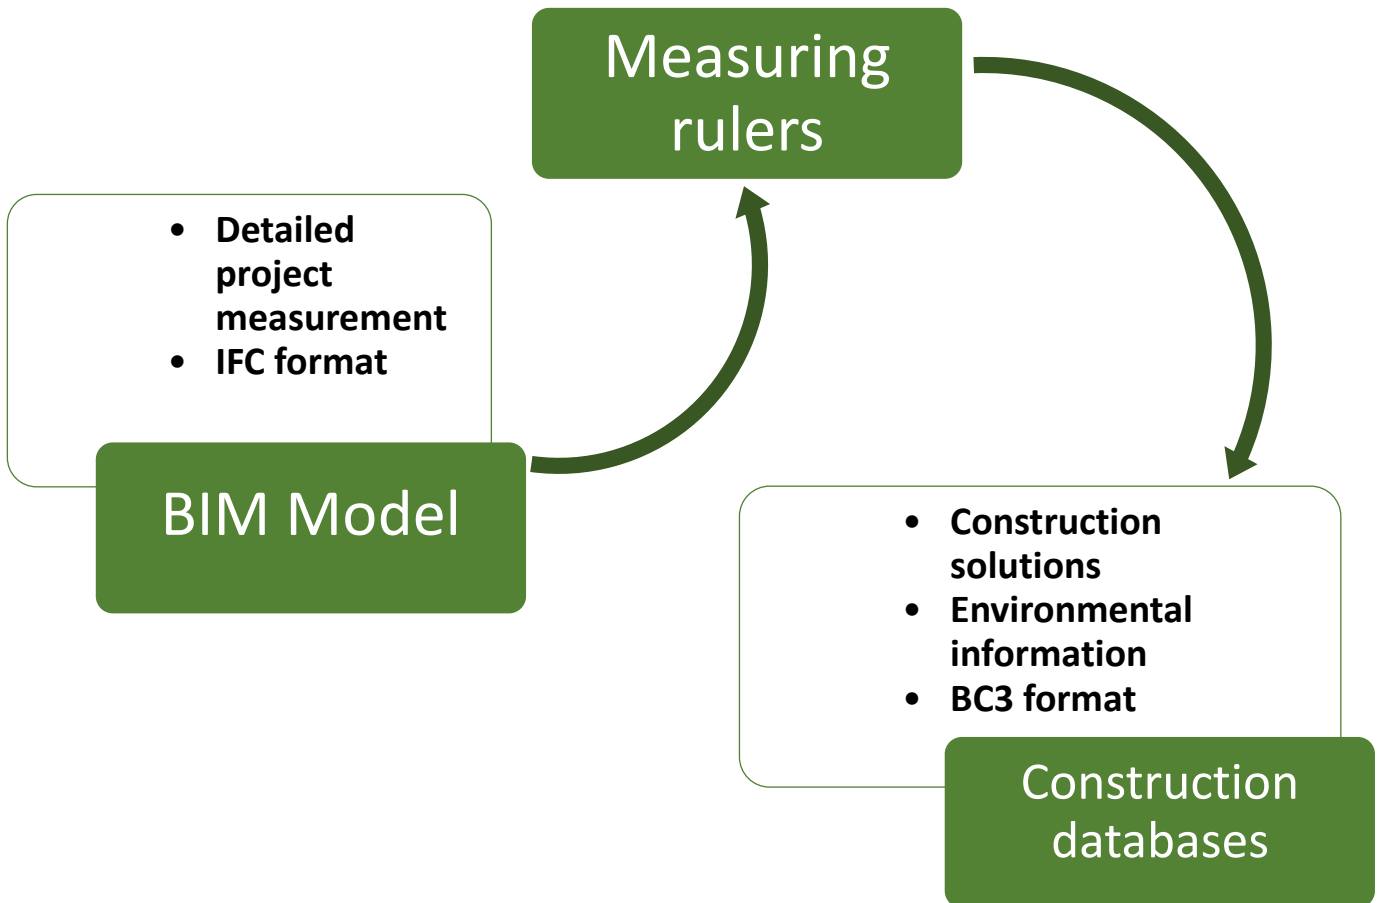 Measuring
rulers
• Detailed
project
measurement
• IFC format
BIM Model
• Construction
solutions
• Environmental
information
• BC3 format
Construction
databases